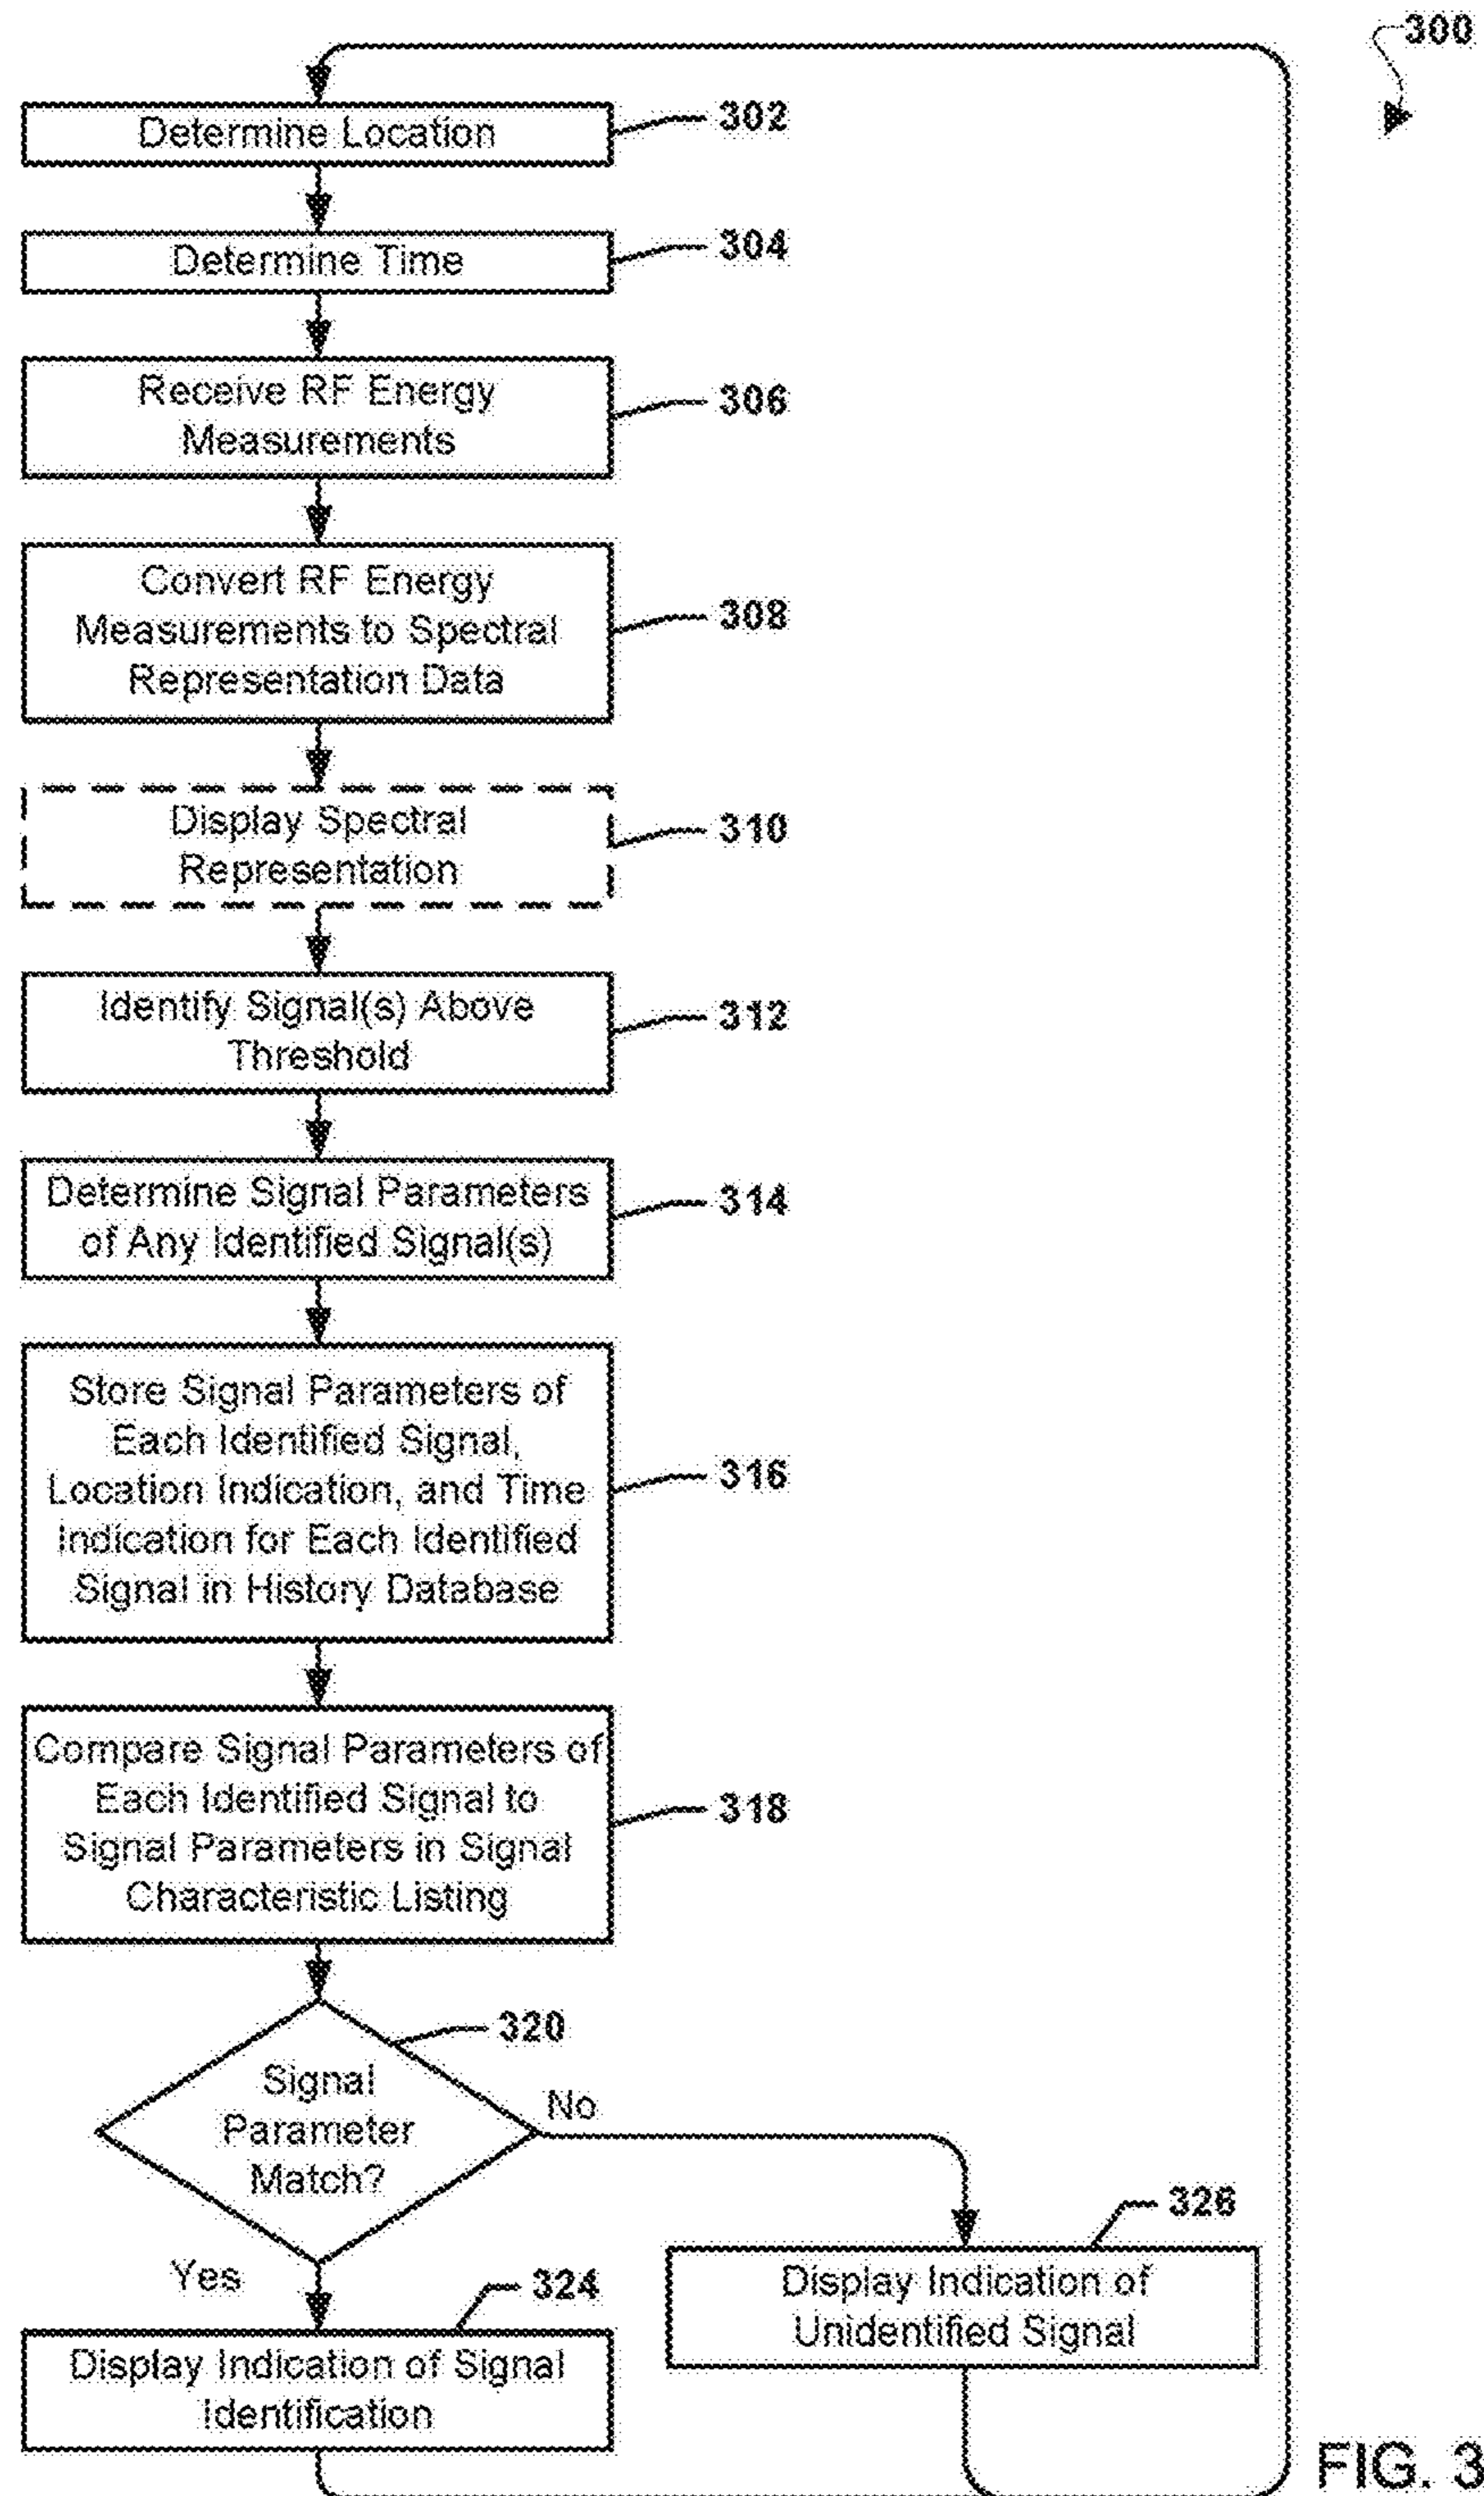 300
Determine Location
302
Determine Time
304
Receive RF Energy
Measurements
306
Convert RF Energy
Measurements to Spectral
Representation Data
308
Display Spectral
Representation
310
Identify Signal(s) Above
Threshold
312
Determine Signal Parameters
of Any Identified Signal(s)
314
Store Signal Parameters of
Each Identified Signal,
Location Indication, and Time
Indication for Each Identified
Signal in History Database
316
Compare Signal Parameters of
Each Identified Signal to
Signal Parameters in Signal
Characteristic Listing
318
320
Signal
Parameter
Match?
No
Yes
326
Display Indication of
Unidentified Signal
324
Display Indication of Signal
Identification
FIG. 3